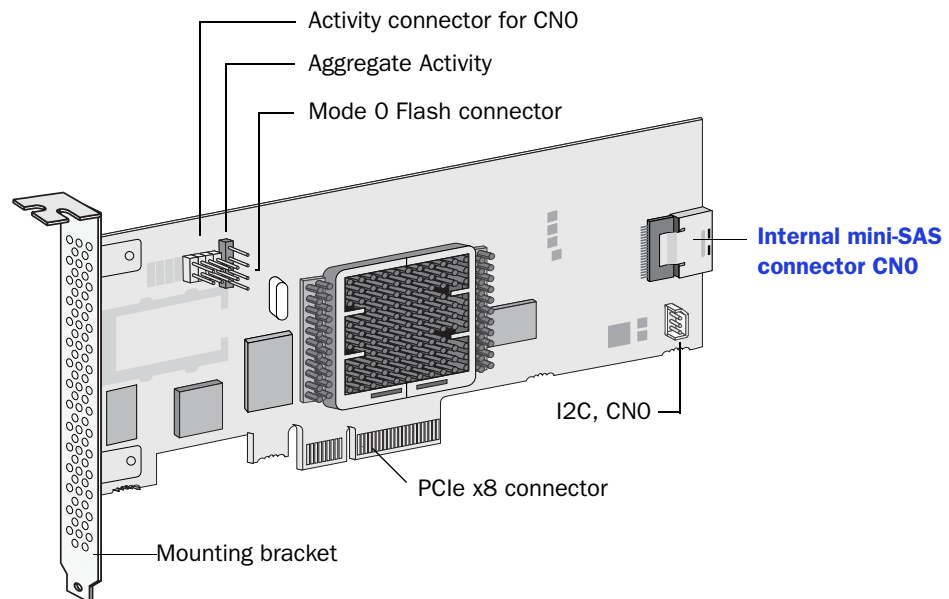 Activity connector for CN0
Aggregate Activity
Mode 0 Flash connector
Internal mini-SAS
connector CN0
I2C, CN0
PCIe x8 connector
Mounting bracket